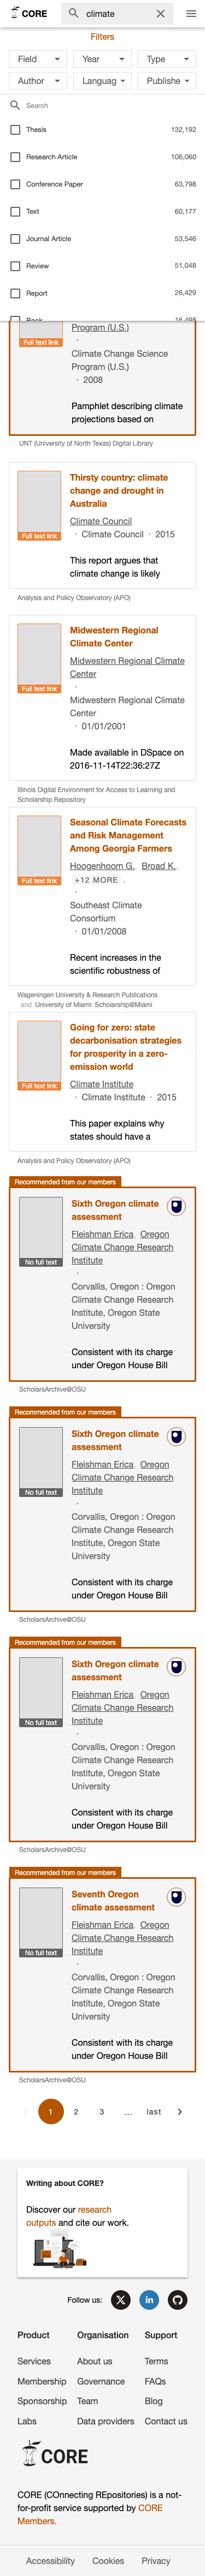 CORE
climate
Filters
Field
Year
Type
Author
Languag
Publishe
Search
Thesis 132,192
Research Article 106,060
Conference Paper 63,798
Text 60,177
Journal Article 53,546
Review 51,048
Report 26,429
Book 16,498
Program (U.S.)
Full text link
·
Climate Change Science
Program (U.S.)
· 2008
Pamphlet describing climate
projections based on
UNT (University of North Texas) Digital Library
Thirsty country: climate
change and drought in
Australia
Climate Council
Full text link
· Climate Council · 2015
This report argues that
climate change is likely
Analysis and Policy Observatory (APO)
Midwestern Regional
Climate Center
Midwestern Regional Climate
Center
Full text link
·
Midwestern Regional Climate
Center
· 01/01/2001
Made available in DSpace on
2016-11-14T22:36:27Z
Illinois Digital Environment for Access to Learning and
Scholarship Repository
Seasonal Climate Forecasts
and Risk Management
Among Georgia Farmers
Hoogenhoom G., Broad K.,
Full text link
+12 MORE .
·
Southeast Climate
Consortium
· 01/01/2008
Recent increases in the
scientific robustness of
Wageningen University & Research Publications
and University of Miami: Scholarship@Miami
Going for zero: state
decarbonisation strategies
for prosperity in a zero-
emission world
Climate Institute
Full text link
· Climate Institute · 2015
This paper explains why
states should have a
Analysis and Policy Observatory (APO)
Recommended from our members
Sixth Oregon climate
assessment
Fleishman Erica, Oregon
Climate Change Research
Institute
No full text
·
Corvallis, Oregon : Oregon
Climate Change Research
Institute, Oregon State
University
Consistent with its charge
under Oregon House Bill
ScholarsArchive@OSU
Recommended from our members
Sixth Oregon climate
assessment
Fleishman Erica, Oregon
Climate Change Research
Institute
No full text
·
Corvallis, Oregon : Oregon
Climate Change Research
Institute, Oregon State
University
Consistent with its charge
under Oregon House Bill
ScholarsArchive@OSU
Recommended from our members
Sixth Oregon climate
assessment
Fleishman Erica, Oregon
Climate Change Research
Institute
No full text
·
Corvallis, Oregon : Oregon
Climate Change Research
Institute, Oregon State
University
Consistent with its charge
under Oregon House Bill
ScholarsArchive@OSU
Recommended from our members
Seventh Oregon
climate assessment
Fleishman Erica, Oregon
Climate Change Research
Institute
No full text
·
Corvallis, Oregon : Oregon
Climate Change Research
Institute, Oregon State
University
Consistent with its charge
under Oregon House Bill
ScholarsArchive@OSU
1 2 3 ... last
Writing about CORE?
Discover our research
outputs and cite our work.
Follow us:
Product Organisation Support
Services About us Terms
Membership Governance FAQs
Sponsorship Team Blog
Labs Data providers Contact us
CORE
CORE (COnnecting REpositories) is a not-
for-profit service supported by CORE
Members.
Accessibility Cookies Privacy